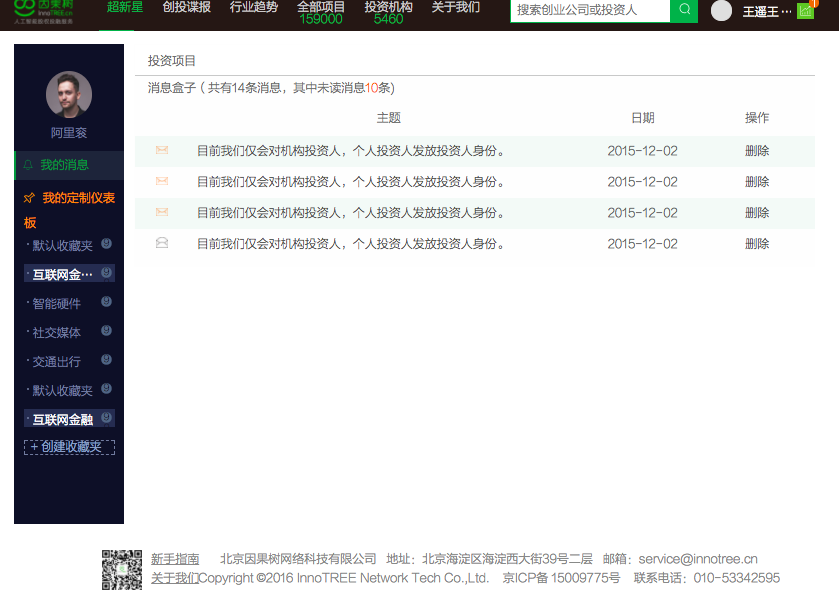 因果树
InnoTREE.cn
人工智能股权投融服务
超新星
创投谍报
行业趋势
全部项目
159000
投资机构
5460
关于我们
搜索创业公司或投资人
王遥王…
1
阿里衮
我的消息
我的定制仪表
板
·默认收藏夹 9
·互联网金… 9
·智能硬件 9
·社交媒体 9
·交通出行 9
·默认收藏夹 9
·互联网金融 9
+ 创建收藏夹
投资项目
消息盒子 ( 共有14条消息，其中未读消息10条)
主题 日期 操作
目前我们仅会对机构投资人，个人投资人发放投资人身份。 2015-12-02 删除
目前我们仅会对机构投资人，个人投资人发放投资人身份。 2015-12-02 删除
目前我们仅会对机构投资人，个人投资人发放投资人身份。 2015-12-02 删除
目前我们仅会对机构投资人，个人投资人发放投资人身份。 2015-12-02 删除
新手指南 北京因果树网络科技有限公司 地址：北京海淀区海淀西大街39号二层 邮箱：service@innotree.cn
关于我们Copyright ©2016 InnoTREE Network Tech Co.,Ltd. 京ICP备15009775号 联系电话：010-53342595